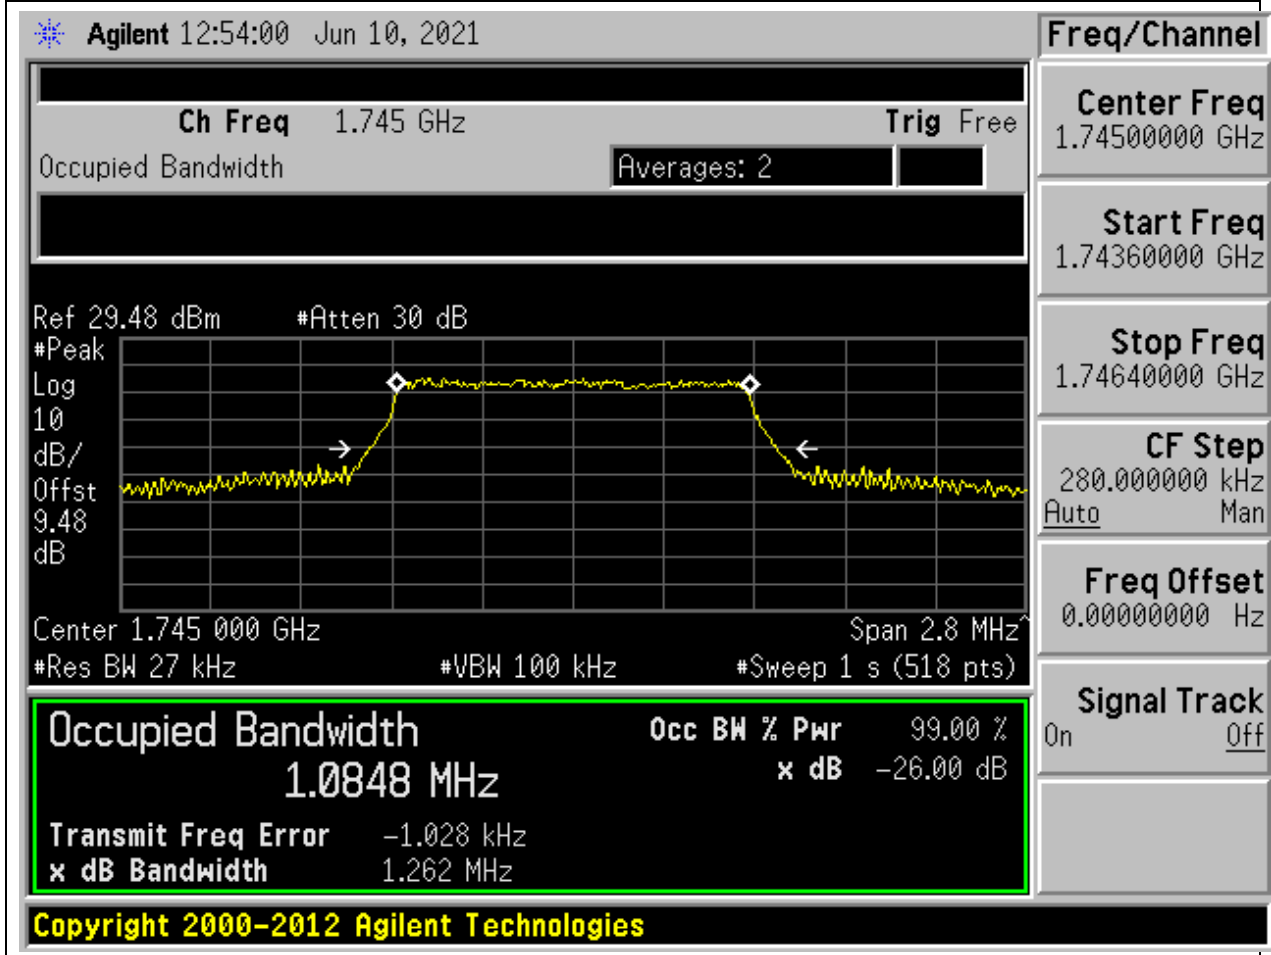 Agilent 12:54:00 Jun 10, 2021
Freq/Channel
Ch Freq 1.745 GHz Trig Free
Occupied Bandwidth Averages: 2
Center Freq
1.74500000 GHz
Start Freq
1.74360000 GHz
Stop Freq
1.74640000 GHz
CF Step
280.000000 kHz
Auto Man
Freq Offset
0.00000000 Hz
Signal Track
On Off
Ref 29.48 dBm #Atten 30 dB
#Peak
Log
10
dB/
Offst
9.48
dB
Center 1.745 000 GHz Span 2.8 MHz^
#Res BW 27 kHz #VBW 100 kHz #Sweep 1 s (518 pts)
Occupied Bandwidth Occ BW % Pwr 99.00 %
1.0848 MHz x dB -26.00 dB
Transmit Freq Error -1.028 kHz
x dB Bandwidth 1.262 MHz
Copyright 2000-2012 Agilent Technologies